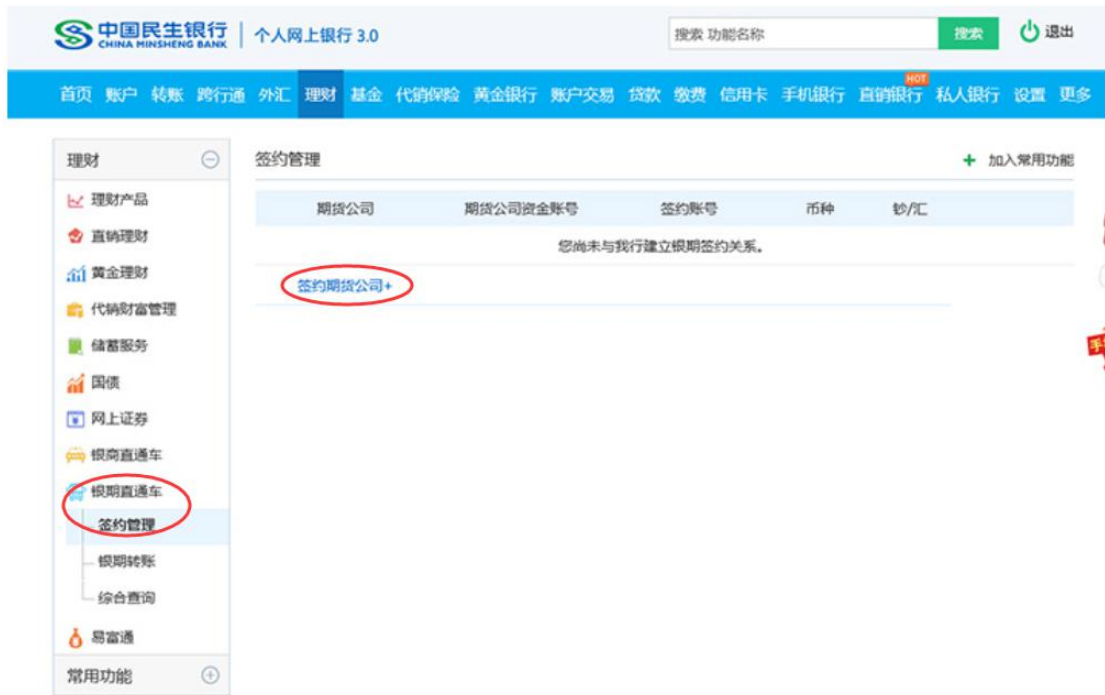 中国民生银行
CHINA MINSHENG BANK
个人网上银行 3.0
搜索 功能名称
搜索
退出
HOT
首页 账户 转账 跨行通 外汇 理财 基金 代销保险 黄金银行 账户交易 贷款 缴费 信用卡 手机银行 直销银行 私人银行 设置 更多
理财
签约管理
+ 加入常用功能
理财产品
期货公司 期货公司资金账号 签约账号 币种 钞/汇
直销理财
您尚未与我行建立银期签约关系。
黄金理财
签约期货公司+
代销财富管理
储蓄服务
国债
网上证券
银商直通车
银期直通车
签约管理
银期转账
综合查询
易富通
常用功能